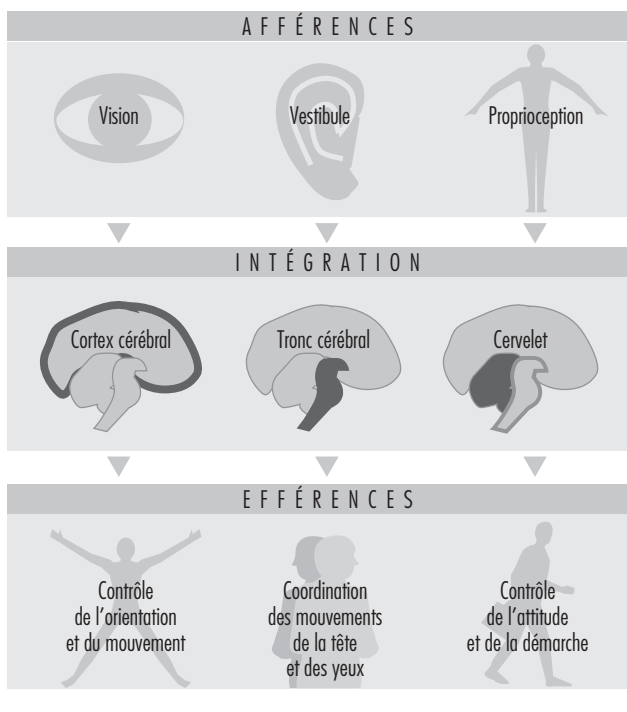 AFFÉRENCES
Vision
Vestibule
Proprioception
INTÉGRATION
Cortex cérébral
Tronc cérébral
Cervelet
EFFÉRENCES
Contrôle
de l'orientation
et du mouvement
Coordination
des mouvements
de la tête
et des yeux
Contrôle
de l'attitude
et de la démarche